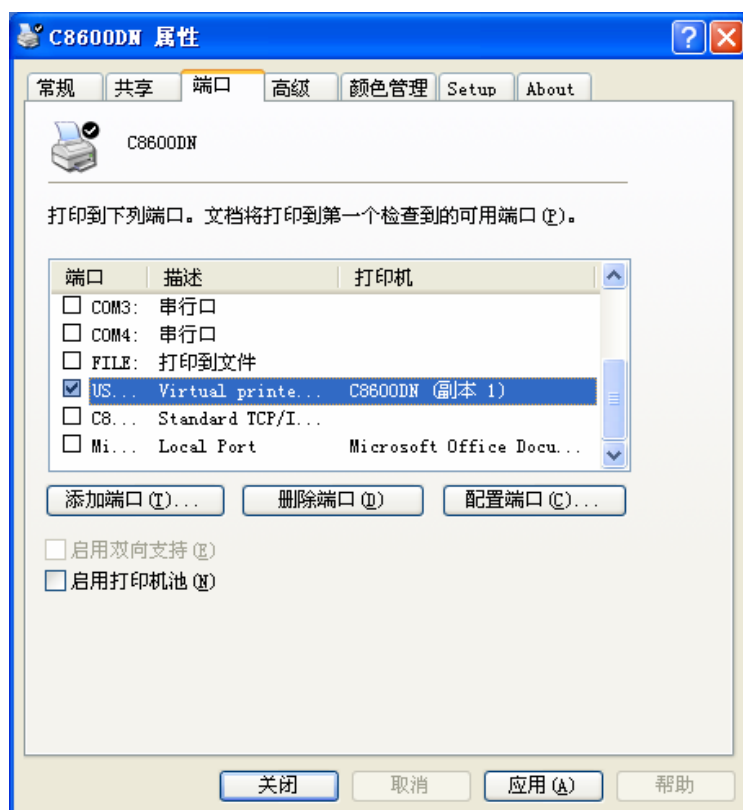 C8600DN 属性
常规 共享 端口 高级 颜色管理 Setup About
C8600DN
打印到下列端口。文档将打印到第一个检查到的可用端口(P)。
端口 描述 打印机
COM3: 串行口
COM4: 串行口
FILE: 打印到文件
US... Virtual printe... C8600DN (副本 1)
C8... Standard TCP/I...
Mi... Local Port Microsoft Office Docu...
添加端口(T)... 删除端口(D) 配置端口(C)...
启用双向支持(E)
启用打印机池(N)
关闭 取消 应用(A) 帮助